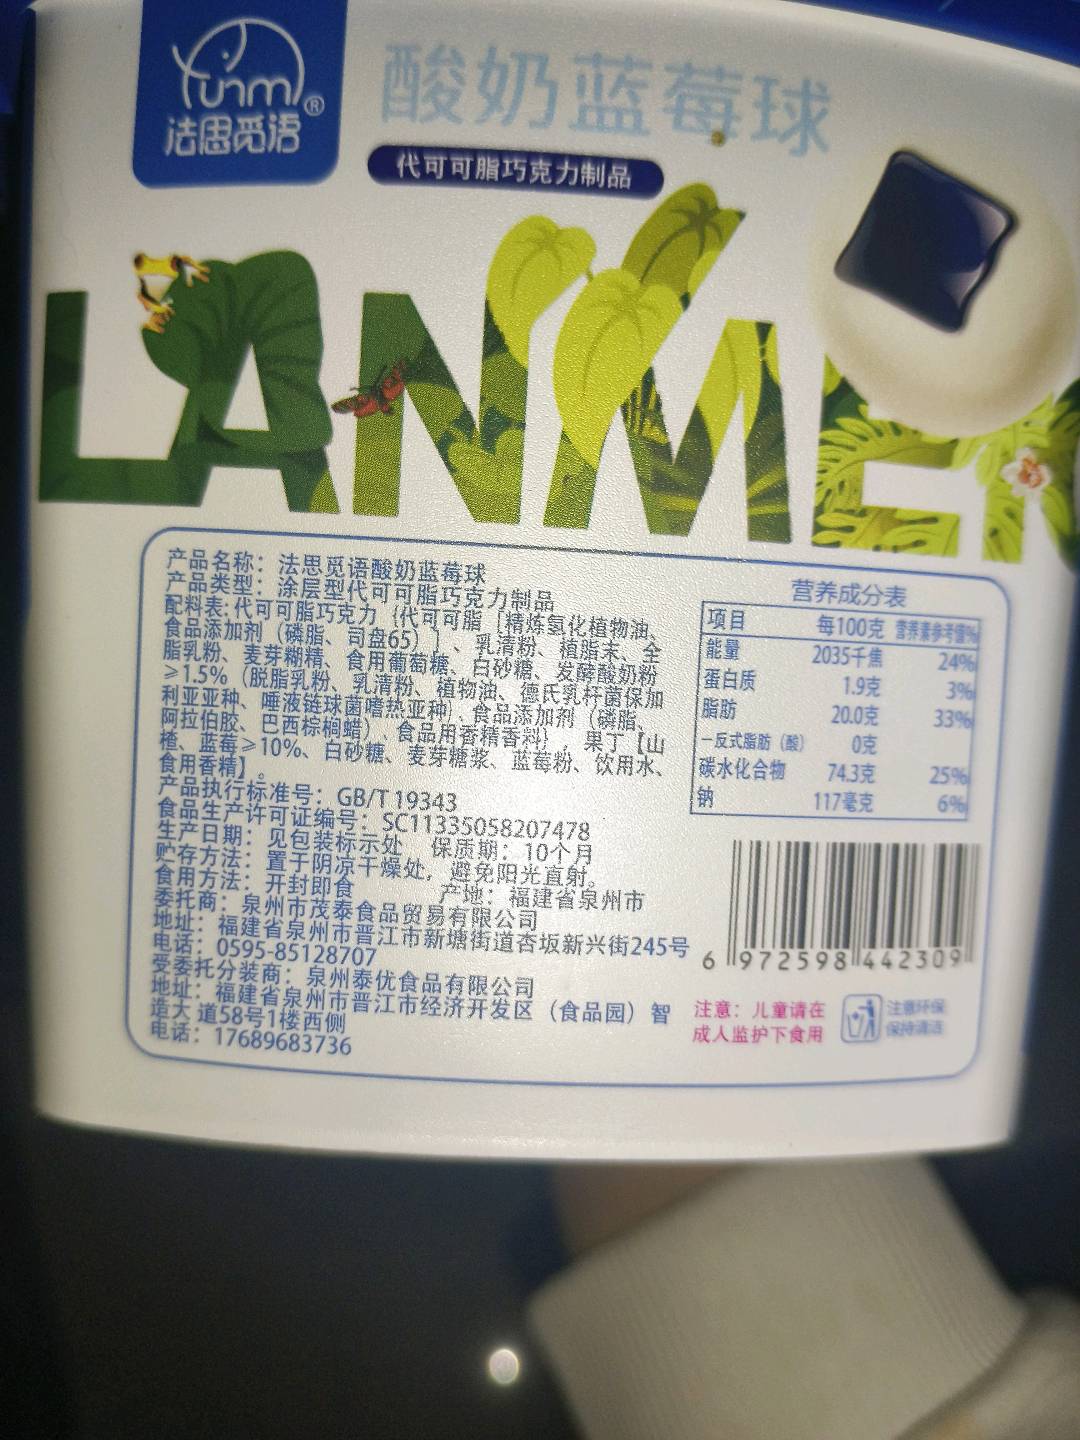 funm®
法思觅语
酸奶蓝莓球
代可可脂巧克力制品
LANME
产品名称：法思觅语酸奶蓝莓球
产品类型：涂层型代可可脂巧克力制品
配料表：代可可脂巧克力｛代可可脂［精炼氢化植物油、
食品添加剂（磷脂、司盘65）］、乳清粉、植脂末、全
脂乳粉、麦芽糊精、食用葡萄糖、白砂糖、发酵酸奶粉
≥1.5%（脱脂乳粉、乳清粉、植物油、德氏乳杆菌保加
利亚亚种、唾液链球菌嗜热亚种）、食品添加剂（磷脂、
阿拉伯胶、巴西棕榈蜡）、食品用香精香料｝，果丁【山
楂、蓝莓≥10%、白砂糖、麦芽糖浆、蓝莓粉、饮用水、
食用香精】。
产品执行标准号：GB/T 19343
食品生产许可证编号：SC11335058207478
生产日期：见包装标示处 保质期：10个月
贮存方法：置于阴凉干燥处，避免阳光直射。
食用方法：开封即食 产地：福建省泉州市
委托商：泉州市茂泰食品贸易有限公司
地址：福建省泉州市晋江市新塘街道杏坂新兴街245号
电话：0595-85128707
受委托分装商：泉州泰优食品有限公司
地址：福建省泉州市晋江市经济开发区（食品园）智
造大道58号1楼西侧
电话：17689683736
营养成分表
项目 每100克 营养素参考值%
能量 2035千焦 24%
蛋白质 1.9克 3%
脂肪 20.0克 33%
－反式脂肪（酸） 0克
碳水化合物 74.3克 25%
钠 117毫克 6%
6 972598 442309
注意：儿童请在
成人监护下食用
注意环保
保持清洁